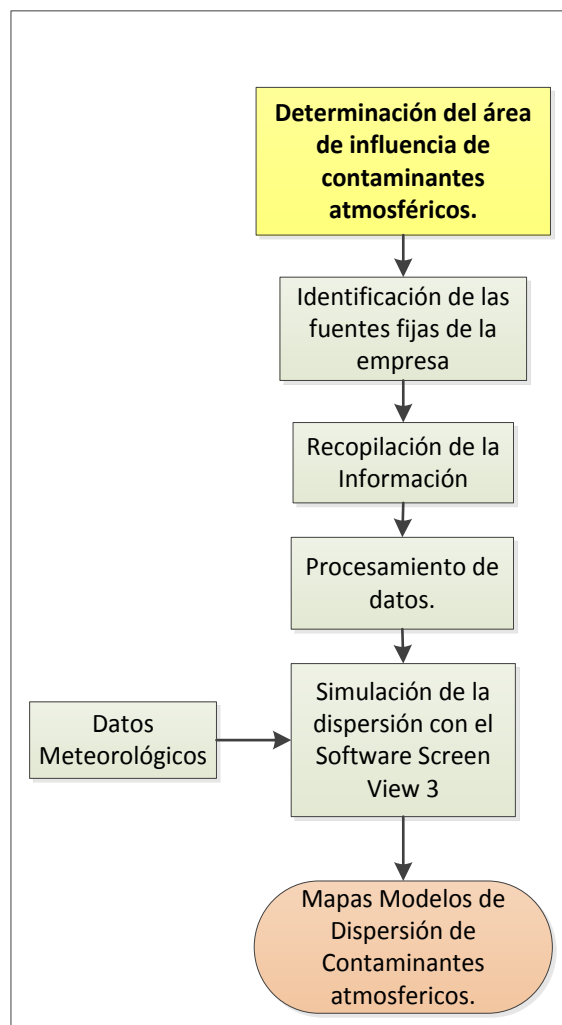 Determinación del área
de influencia de
contaminantes
atmosféricos.
Identificación de las
fuentes fijas de la
empresa
Recopilación de la
Información
Procesamiento de
datos.
Datos
Meteorológicos
Simulación de la
dispersión con el
Software Screen
View 3
Mapas Modelos de
Dispersión de
Contaminantes
atmosfericos.